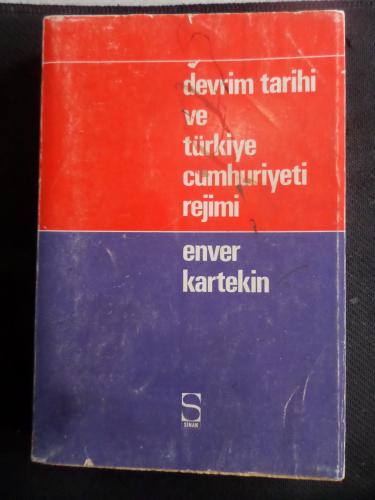 devrim tarihi
ve
türkiye
cumhuriyeti
rejimi
enver
kartekin
S
SİNAN